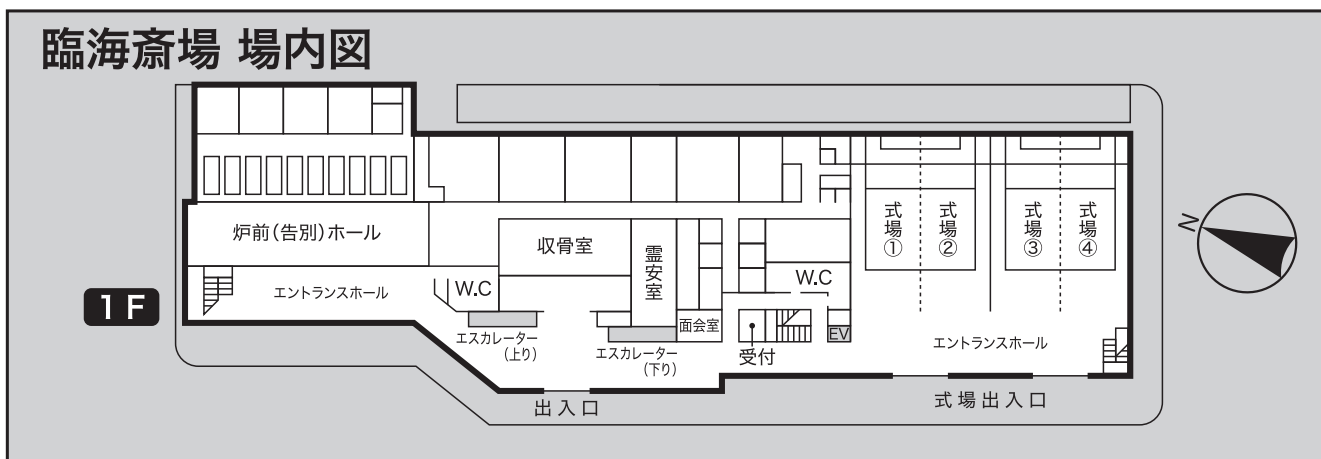 臨海斎場 場内図
1F
炉前(告別)ホール
エントランスホール
W.C
収骨室
霊安室
面会室
エスカレーター
(上り)
エスカレーター
(下り)
受付
W.C
EV
式場①
式場②
式場③
式場④
エントランスホール
出入口
式場出入口
N